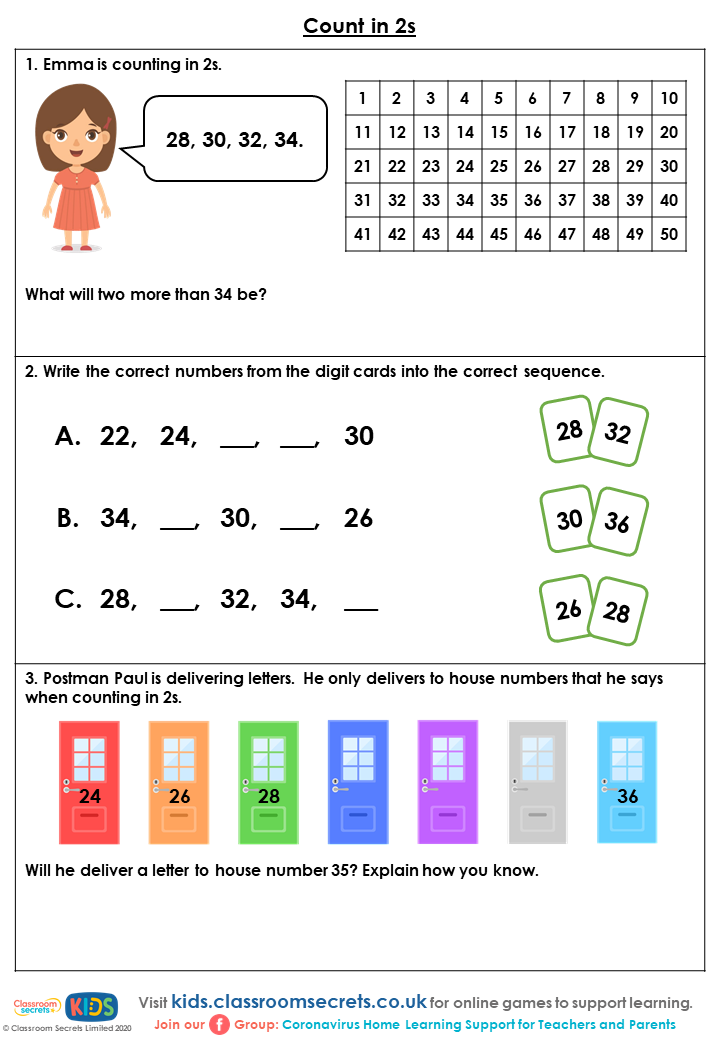 Count in 2s
1. Emma is counting in 2s.
28, 30, 32, 34.
1 2 3 4 5 6 7 8 9 10
11 12 13 14 15 16 17 18 19 20
21 22 23 24 25 26 27 28 29 30
31 32 33 34 35 36 37 38 39 40
41 42 43 44 45 46 47 48 49 50
What will two more than 34 be?
2. Write the correct numbers from the digit cards into the correct sequence.
A. 22, 24, ___, ___, 30
28 32
B. 34, ___, 30, ___, 26
30 36
C. 28, ___, 32, 34, ___
26 28
3. Postman Paul is delivering letters. He only delivers to house numbers that he says
when counting in 2s.
24 26 28 36
Will he deliver a letter to house number 35? Explain how you know.
Classroom
secrets
KIDS
© Classroom Secrets Limited 2020
Visit kids.classroomsecrets.co.uk for online games to support learning.
Join our f Group: Coronavirus Home Learning Support for Teachers and Parents